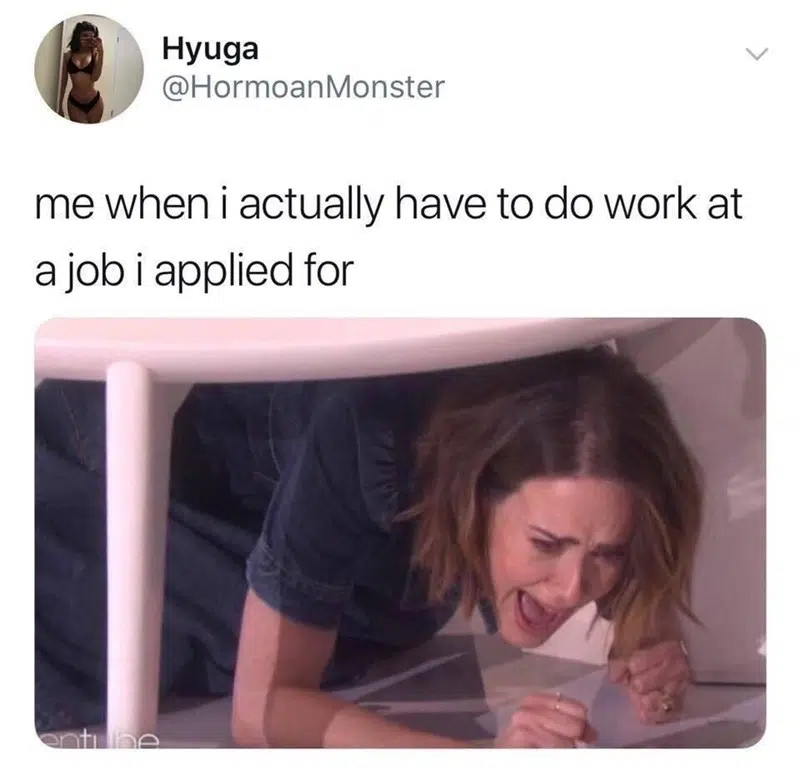 Hyuga
@HormoanMonster
me when i actually have to do work at
a job i applied for